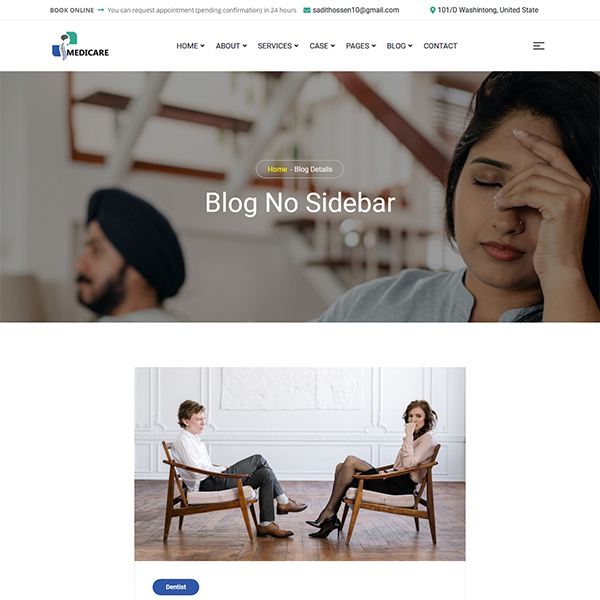 BOOK ONLINE → You can request appointment (pending confirmation) in 24 hours sadithossen10@gmail.com 101/D Washintong, United State
MEDICARE HOME ABOUT SERVICES CASE PAGES BLOG CONTACT
Home - Blog Details
Blog No Sidebar
Dentist